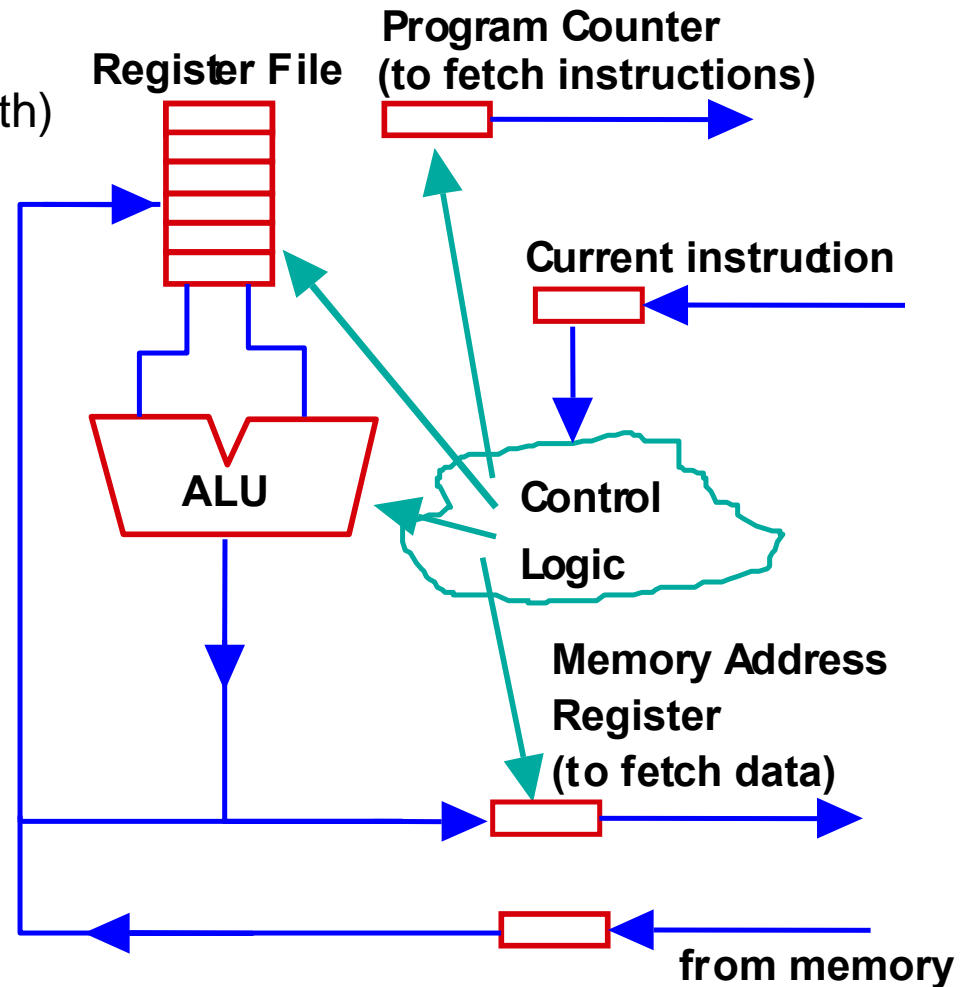 Program Counter
(to fetch instructions)
Register File
th)
Current instruction
ALU
Control
Logic
Memory Address
Register
(to fetch data)
from memory